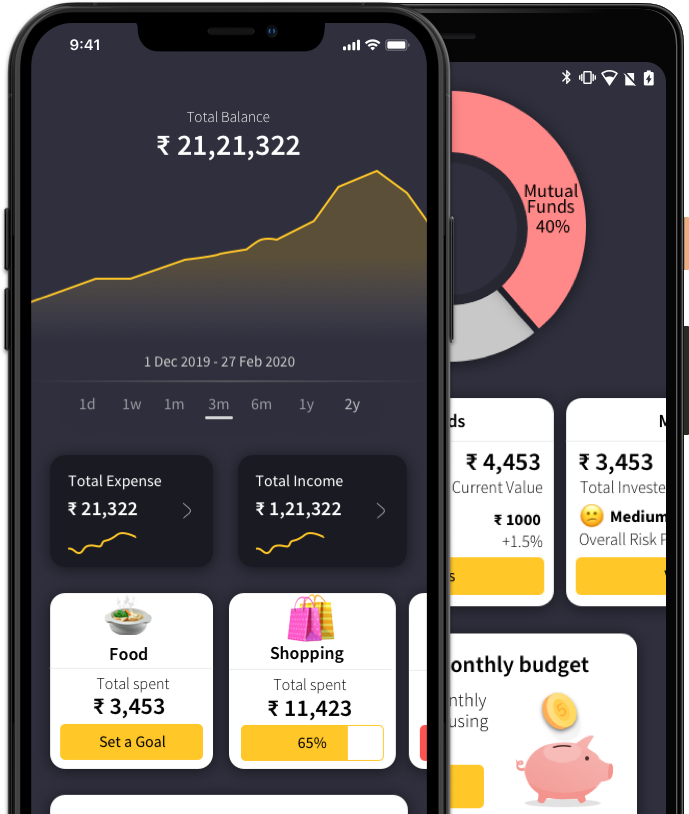 9:41
Total Balance
₹ 21,21,322
1 Dec 2019 - 27 Feb 2020
1d 1w 1m 3m 6m 1y 2y
Total Expense
₹ 21,322
Total Income
₹ 1,21,322
Food
Total spent
₹ 3,453
Set a Goal
Shopping
Total spent
₹ 11,423
65%
Mutual
Funds
40%
ds
₹ 4,453
Current Value
₹ 1000
+1.5%
s
M
₹ 3,453
Total Investe
Medium
Overall Risk
onthly budget
nthly
using
5